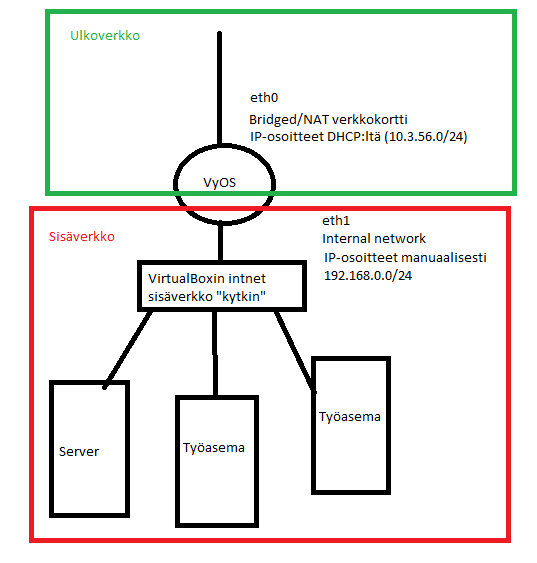 Ulkoverkko
eth0
Bridged/NAT verkkokortti
IP-osoitteet DHCP:ltä (10.3.56.0/24)
VyOS
Sisäverkko
eth1
Internal network
IP-osoitteet manuaalisesti
192.168.0.0/24
VirtualBoxin intnet
sisäverkko "kytkin"
Server
Työasema
Työasema